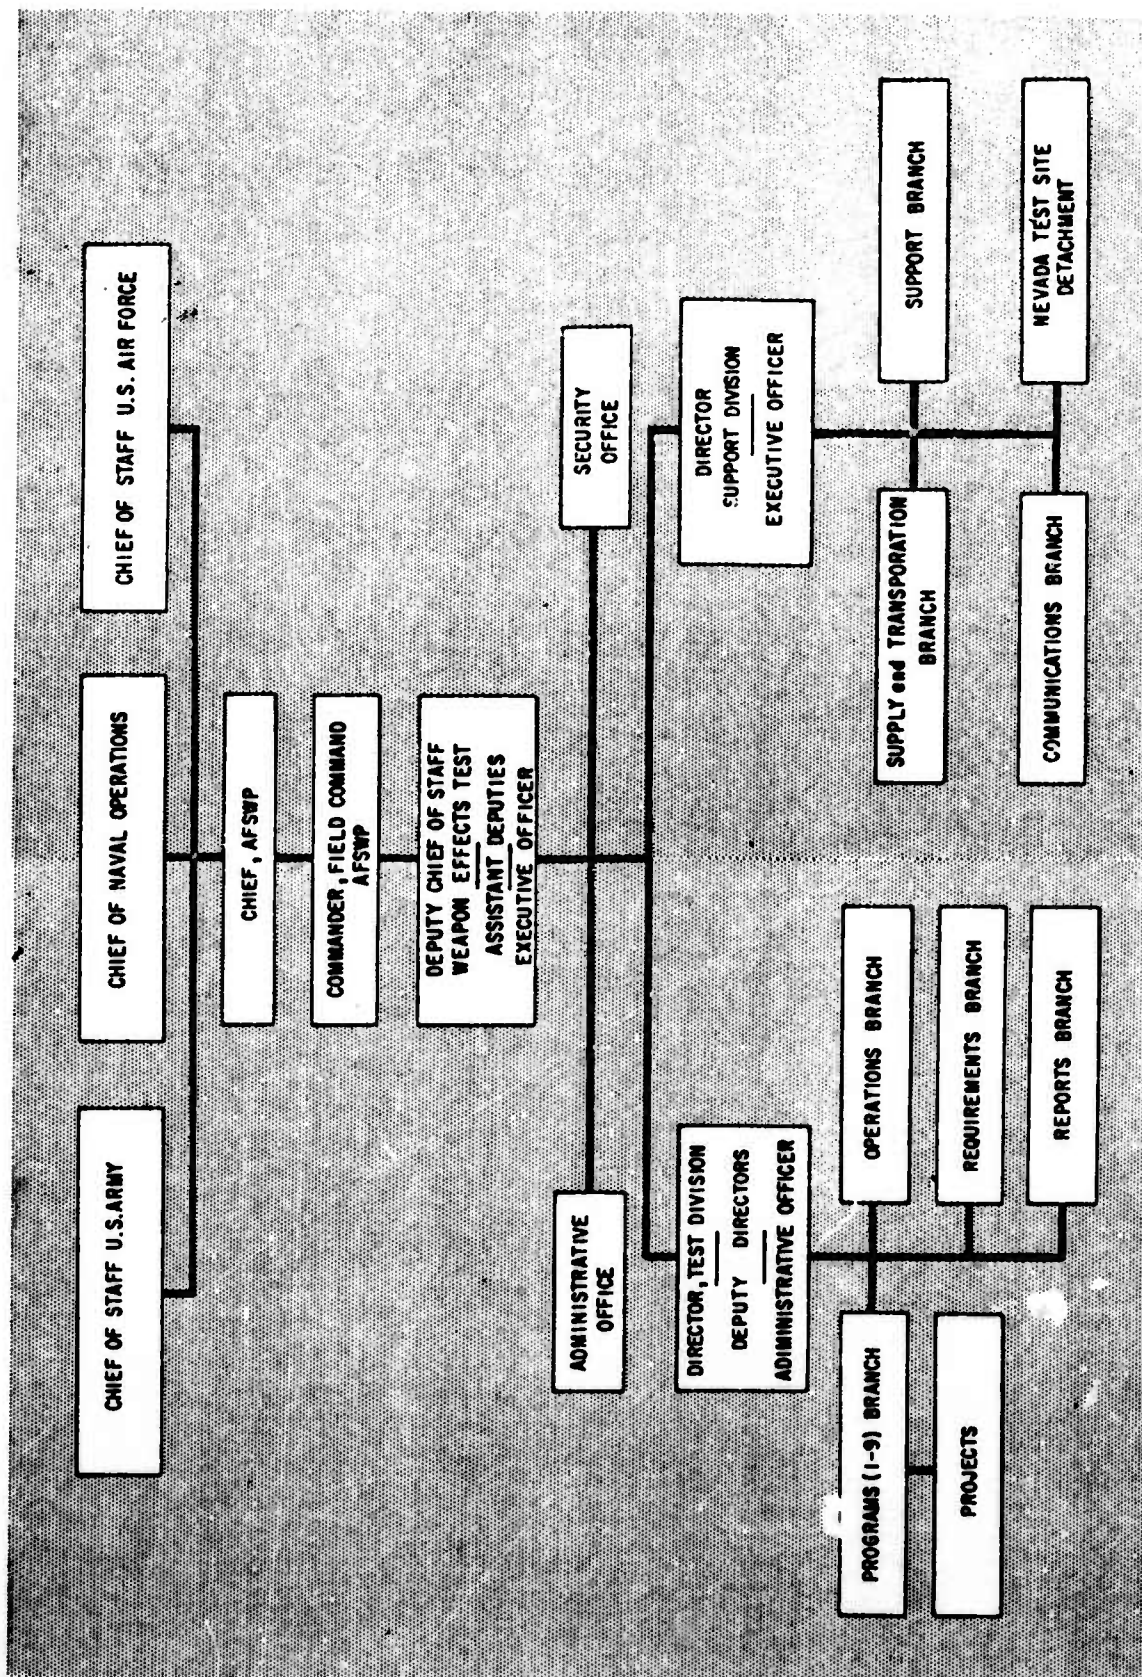 CHIEF OF STAFF U.S.ARMY
CHIEF OF NAVAL OPERATIONS
CHIEF OF STAFF U.S. AIR FORCE
CHIEF, AFSWP
COMMANDER, FIELD COMMAND
AFSWP
DEPUTY CHIEF OF STAFF
WEAPON EFFECTS TEST
ASSISTANT DEPUTIES
EXECUTIVE OFFICER
ADMINISTRATIVE
OFFICE
SECURITY
OFFICE
DIRECTOR, TEST DIVISION
DEPUTY DIRECTORS
ADIMINISTRATIVE OFFICER
DIRECTOR
SUPPORT DIVISION
EXECUTIVE OFFICER
PROGRAMS (1-9) BRANCH
OPERATIONS BRANCH
SUPPLY and TRANSPORATION
BRANCH
SUPPORT BRANCH
PROJECTS
REQUIREMENTS BRANCH
REPORTS BRANCH
COMMUNICATIONS BRANCH
NEVADA TEST SITE
DETACHMENT